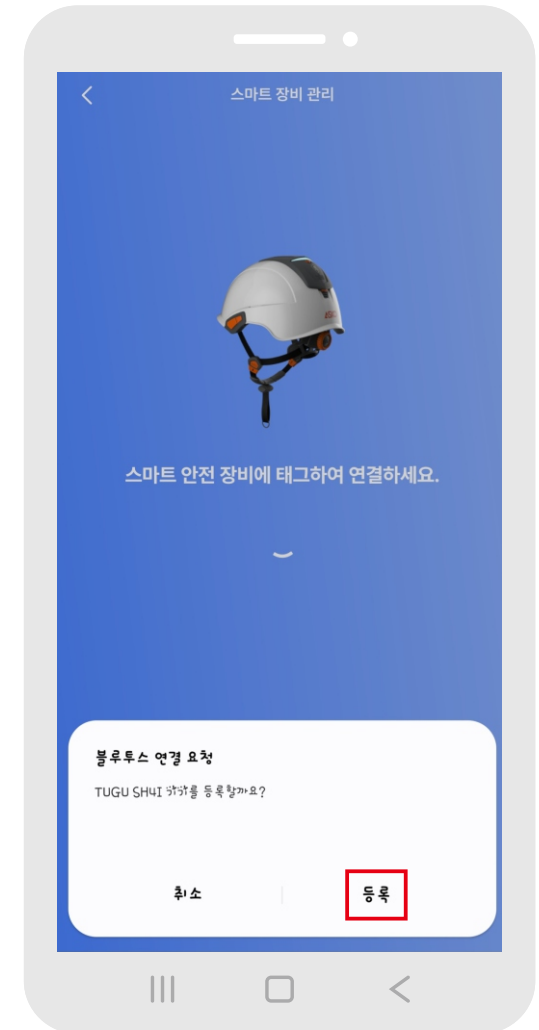 스마트 장비 관리
스마트 안전 장비에 태그하여 연결하세요.
블루투스 연결 요청
TUGU SH4I 등록할까요?
취소
등록